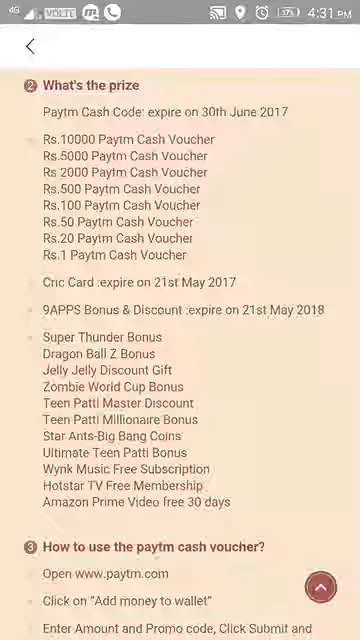 4G VOLTE 17% 4:31 PM
2 What's the prize
Paytm Cash Code: expire on 30th June 2017
Rs.10000 Paytm Cash Voucher
Rs.5000 Paytm Cash Voucher
Rs 2000 Paytm Cash Voucher
Rs.500 Paytm Cash Voucher
Rs.100 Paytm Cash Voucher
Rs.50 Paytm Cash Voucher
Rs.20 Paytm Cash Voucher
Rs.1 Paytm Cash Voucher
Cric Card :expire on 21st May 2017
9APPS Bonus & Discount :expire on 21st May 2018
Super Thunder Bonus
Dragon Ball Z Bonus
Jelly Jelly Discount Gift
Zombie World Cup Bonus
Teen Patti Master Discount
Teen Patti Millionaire Bonus
Star Ants-Big Bang Coins
Ultimate Teen Patti Bonus
Wynk Music Free Subscription
Hotstar TV Free Membership
Amazon Prime Video free 30 days
3 How to use the paytm cash voucher?
Open www.paytm.com
Click on "Add money to wallet"
Enter Amount and Promo code, Click Submit and